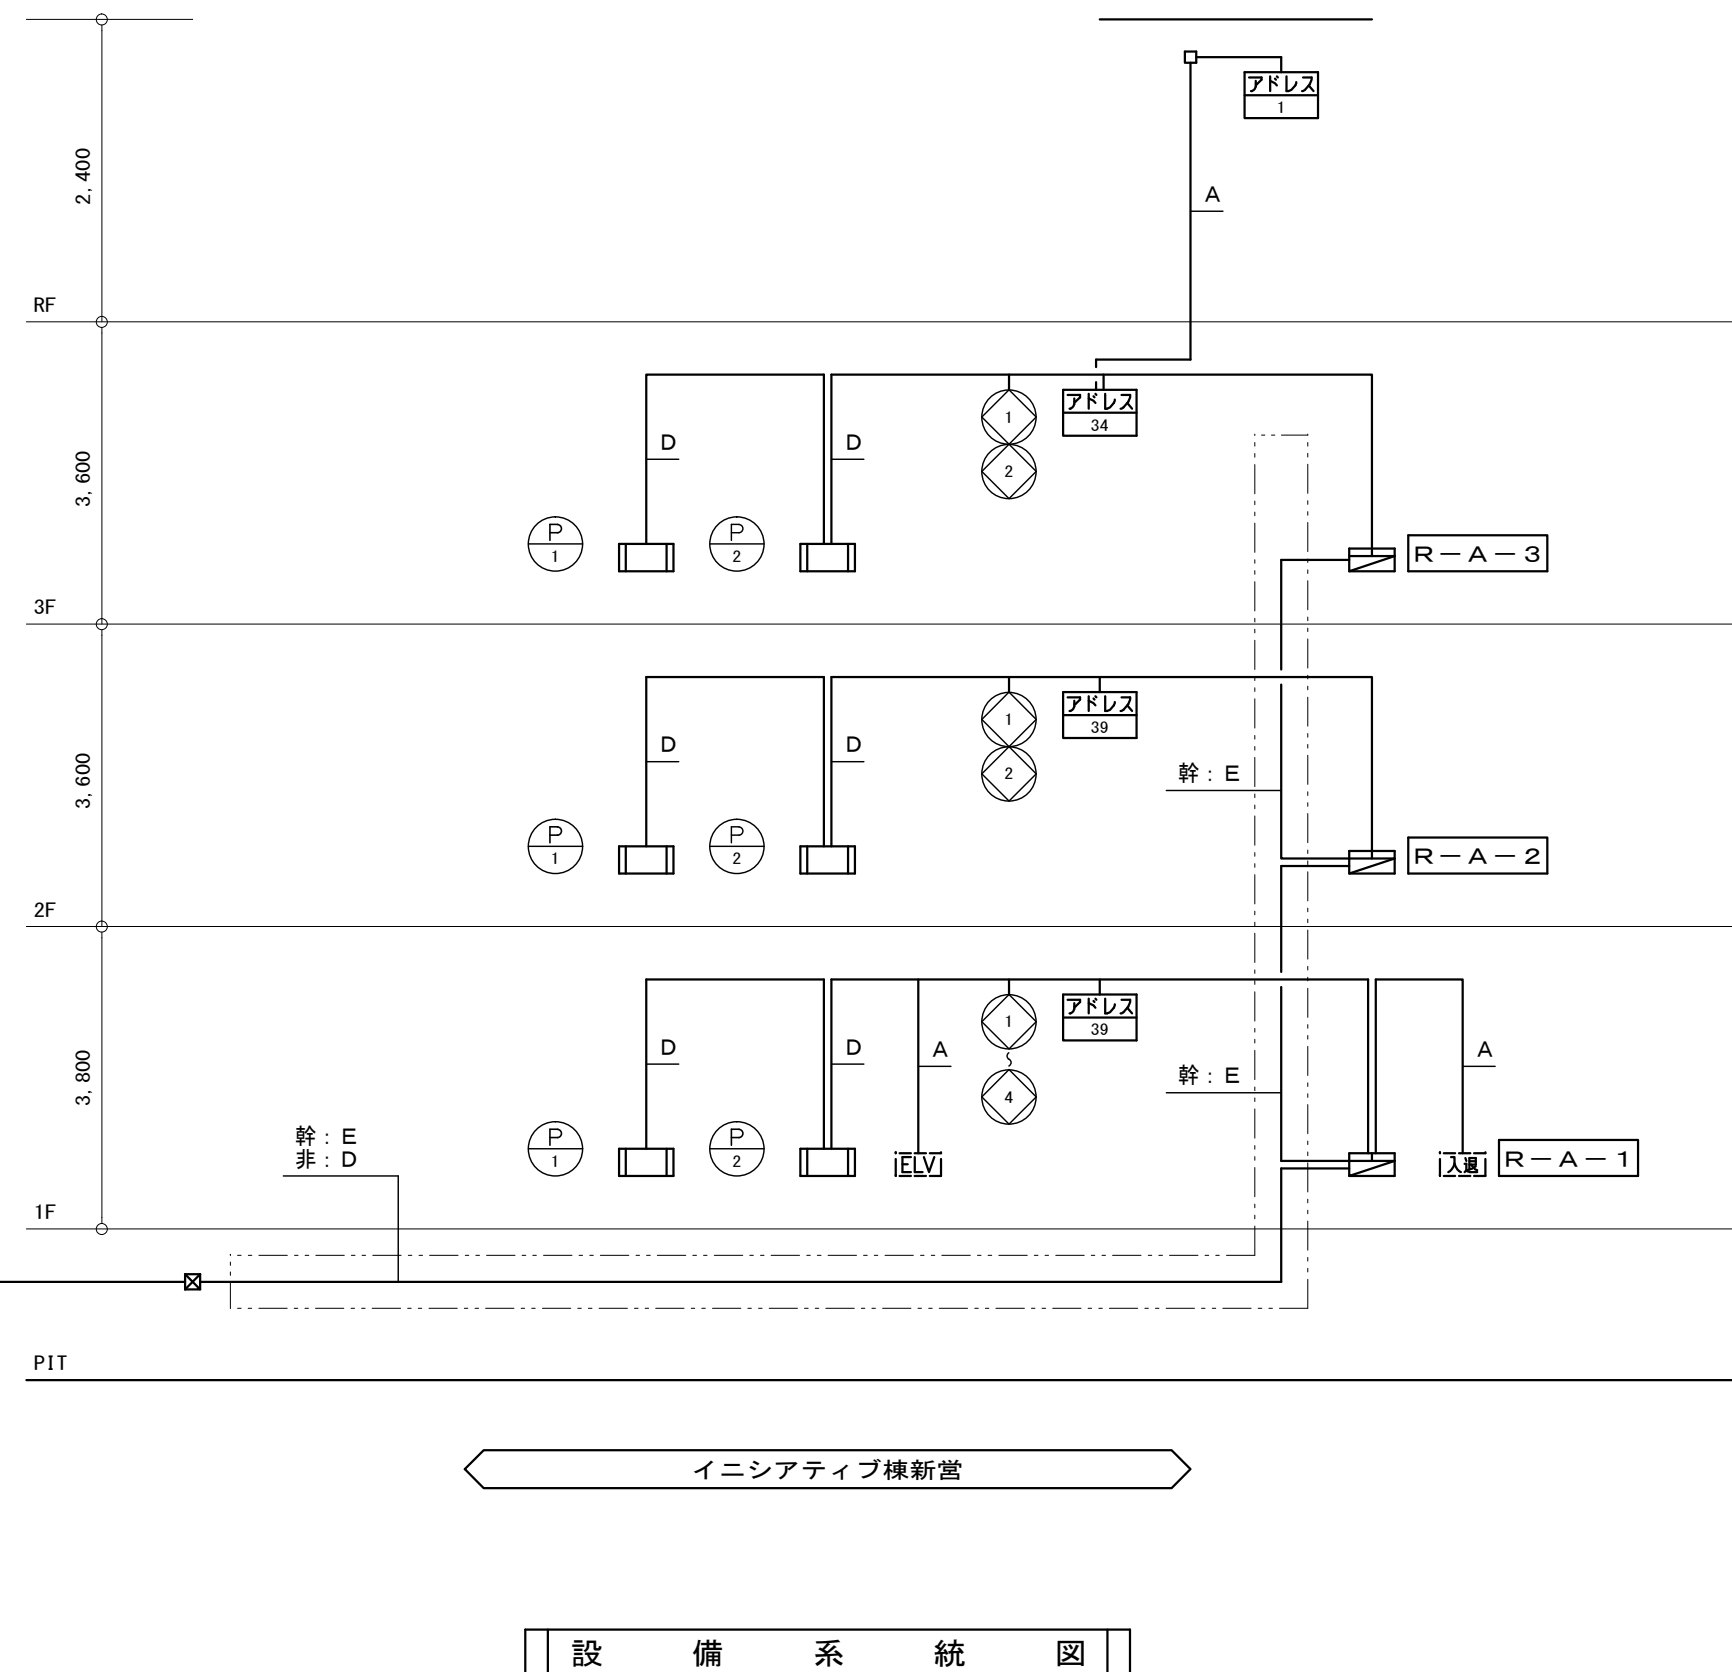 アドレス
1
2,400
A
RF
アドレス
34
1
2
D
D
3,600
P
1
P
2
R－A－3
3F
アドレス
39
1
2
D
D
3,600
幹：E
P
1
P
2
R－A－2
2F
アドレス
39
1
～
4
D
D
A
A
3,800
幹：E
幹：E
非：D
P
1
P
2
ELV
入退
R－A－1
1F
PIT
イニシアティブ棟新営
設備系統図